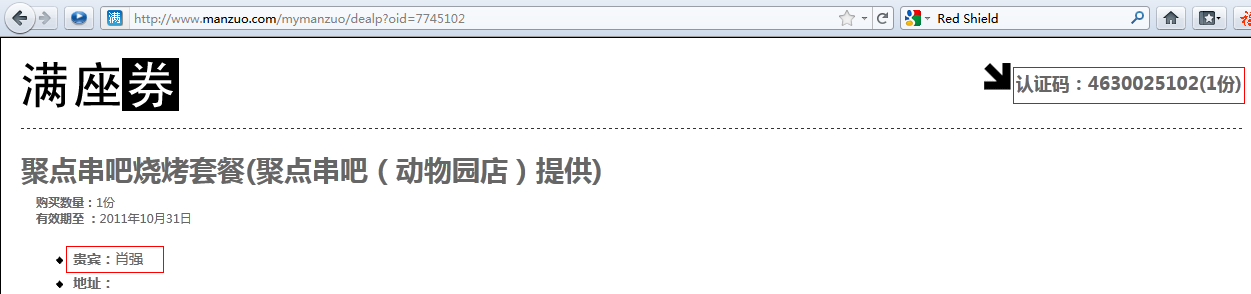 满 http://www.manzuo.com/mymanzuo/dealp?oid=7745102 Red Shield
满座券
认证码：4630025102(1份)
聚点串吧烧烤套餐(聚点串吧（动物园店）提供)
购买数量：1份
有效期至 ：2011年10月31日
贵宾：肖强
地址：